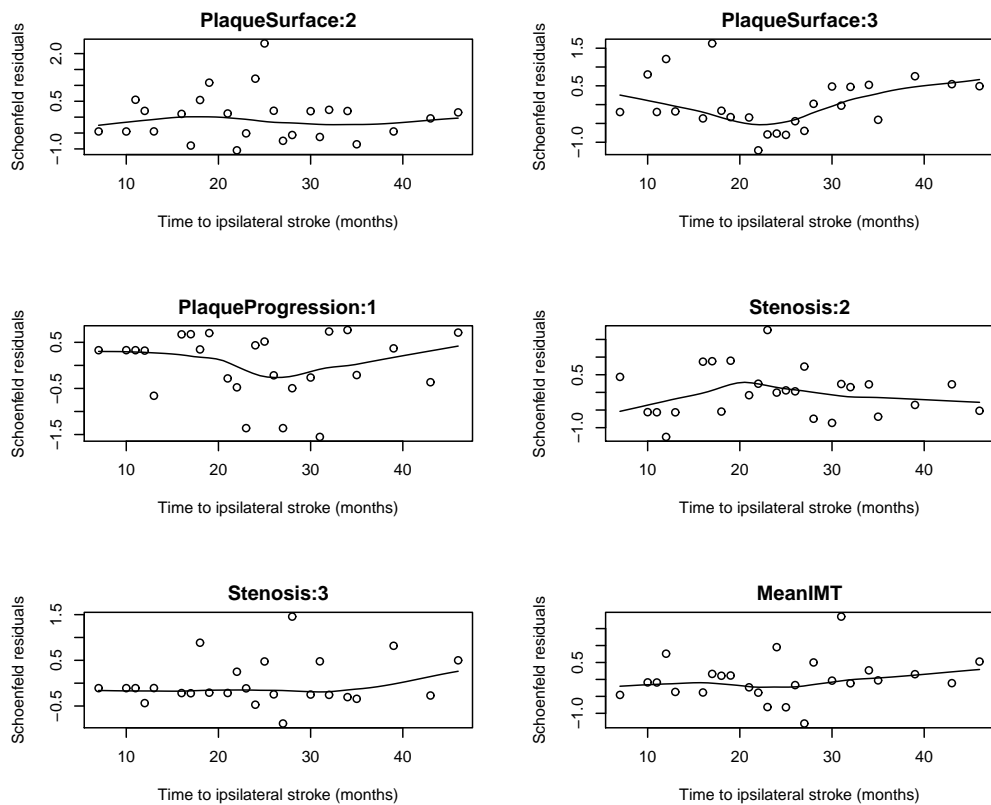 PlaqueSurface:2
Schoenfeld residuals
2.0
0.5
−1.0
10 20 30 40
Time to ipsilateral stroke (months)
PlaqueSurface:3
Schoenfeld residuals
1.5
0.5
−1.0
10 20 30 40
Time to ipsilateral stroke (months)
PlaqueProgression:1
Schoenfeld residuals
0.5
−0.5
−1.5
10 20 30 40
Time to ipsilateral stroke (months)
Stenosis:2
Schoenfeld residuals
0.5
−1.0
10 20 30 40
Time to ipsilateral stroke (months)
Stenosis:3
Schoenfeld residuals
1.5
0.5
−0.5
10 20 30 40
Time to ipsilateral stroke (months)
MeanIMT
Schoenfeld residuals
0.5
−1.0
10 20 30 40
Time to ipsilateral stroke (months)